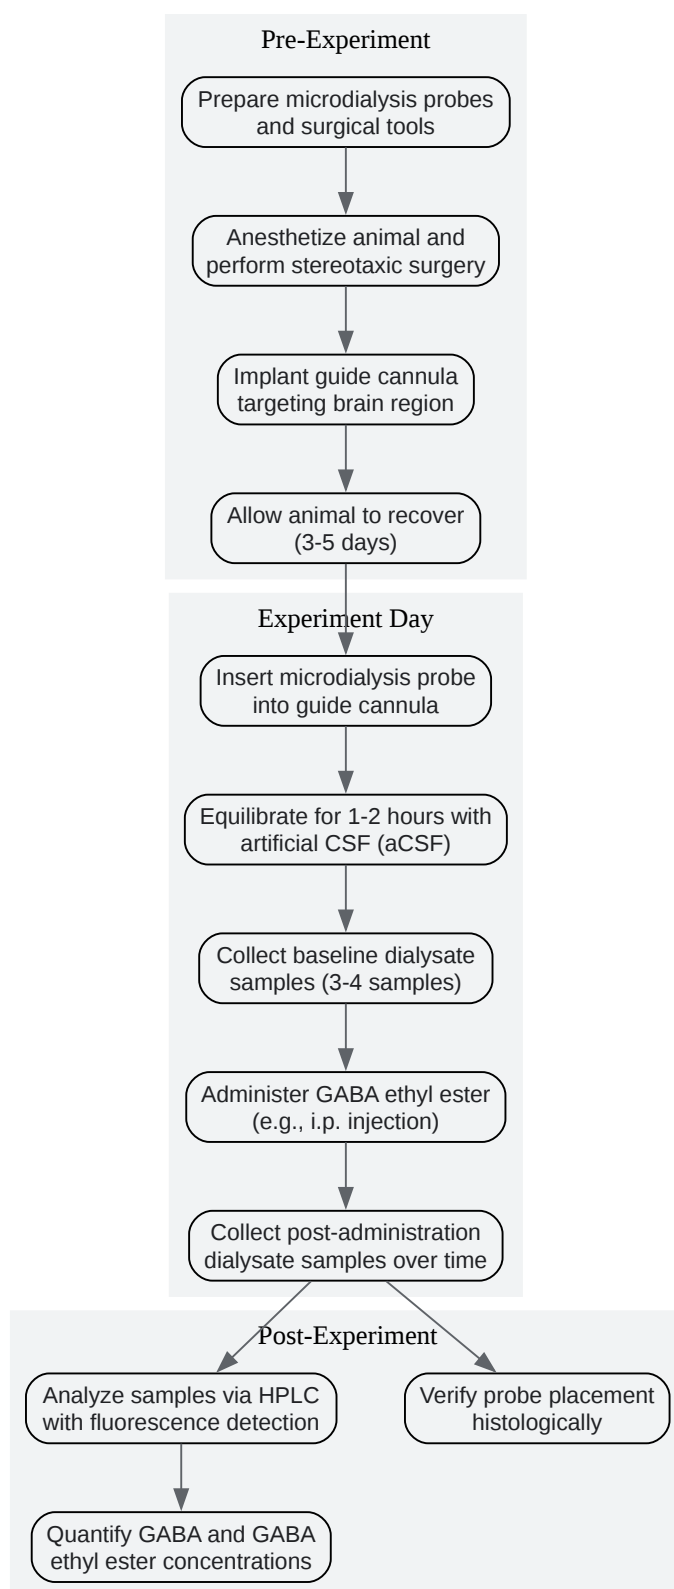 Pre-Experiment
Prepare microdialysis probes
and surgical tools
Anesthetize animal and
perform stereotaxic surgery
Implant guide cannula
targeting brain region
Allow animal to recover
(3-5 days)
Experiment Day
Insert microdialysis probe
into guide cannula
Equilibrate for 1-2 hours with
artificial CSF (aCSF)
Collect baseline dialysate
samples (3-4 samples)
Administer GABA ethyl ester
(e.g., i.p. injection)
Collect post-administration
dialysate samples over time
Post-Experiment
Analyze samples via HPLC
with fluorescence detection
Verify probe placement
histologically
Quantify GABA and GABA
ethyl ester concentrations